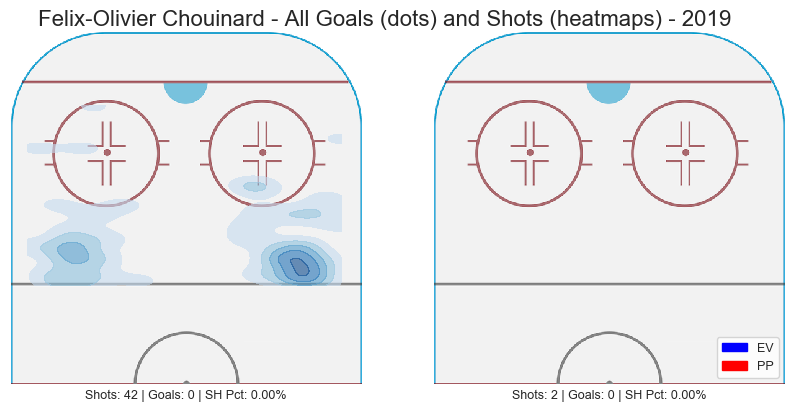 Felix-Olivier Chouinard - All Goals (dots) and Shots (heatmaps) - 2019
EV
PP
Shots: 42 | Goals: 0 | SH Pct: 0.00%
Shots: 2 | Goals: 0 | SH Pct: 0.00%